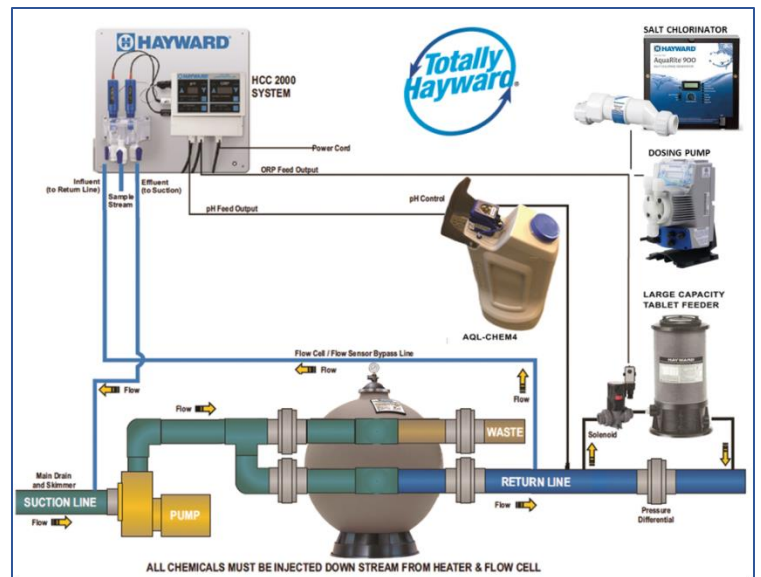 HAYWARD
HCC 2000
SYSTEM
Totally
Hayward®
SALT CHLORINATOR
HAYWARD
AquaRite 900
Power Cord
ORP Feed Output
DOSING PUMP
Influent
(to Return Line)
Sample
Stream
Effluent
(to Suction)
pH Feed Output
pH Control
AQL-CHEM4
LARGE CAPACITY
TABLET FEEDER
HAYWARD
Flow Cell / Flow Sensor Bypass Line
Flow
Flow
Flow
Flow
WASTE
Solenoid
Main Drain
and Skimmer
SUCTION LINE
Flow
PUMP
RETURN LINE
Flow
Pressure
Differential
ALL CHEMICALS MUST BE INJECTED DOWN STREAM FROM HEATER & FLOW CELL